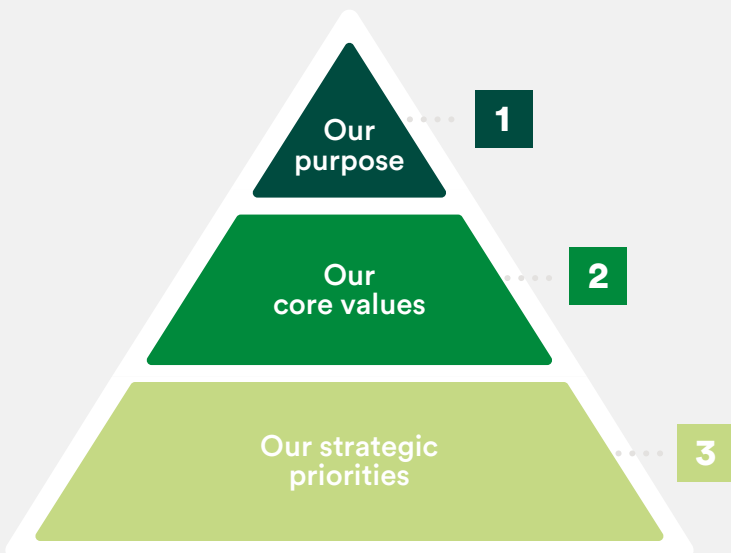 Our
purpose
1
Our
core values
2
Our strategic
priorities
3